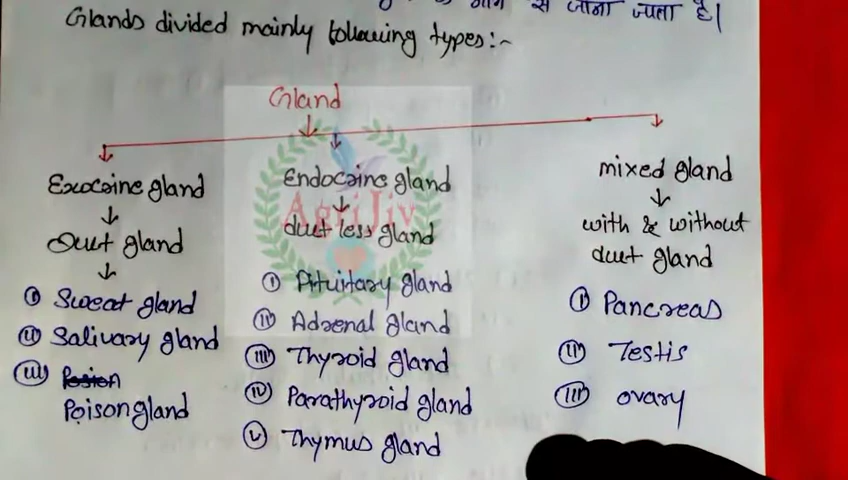 के नाम से जाना जाता है।
Glands divided mainly following types:~
Gland
Exocrine gland
Duct gland
(i) Sweat gland
(ii) Salivary gland
(iii) Poison gland
Endocrine gland
duct less gland
(i) Pituitary gland
(ii) Adrenal gland
(iii) Thyroid gland
(iv) Parathyroid gland
(v) Thymus gland
mixed gland
with & without
duct gland
(i) Pancreas
(ii) Testis
(iii) ovary
AgriJiv